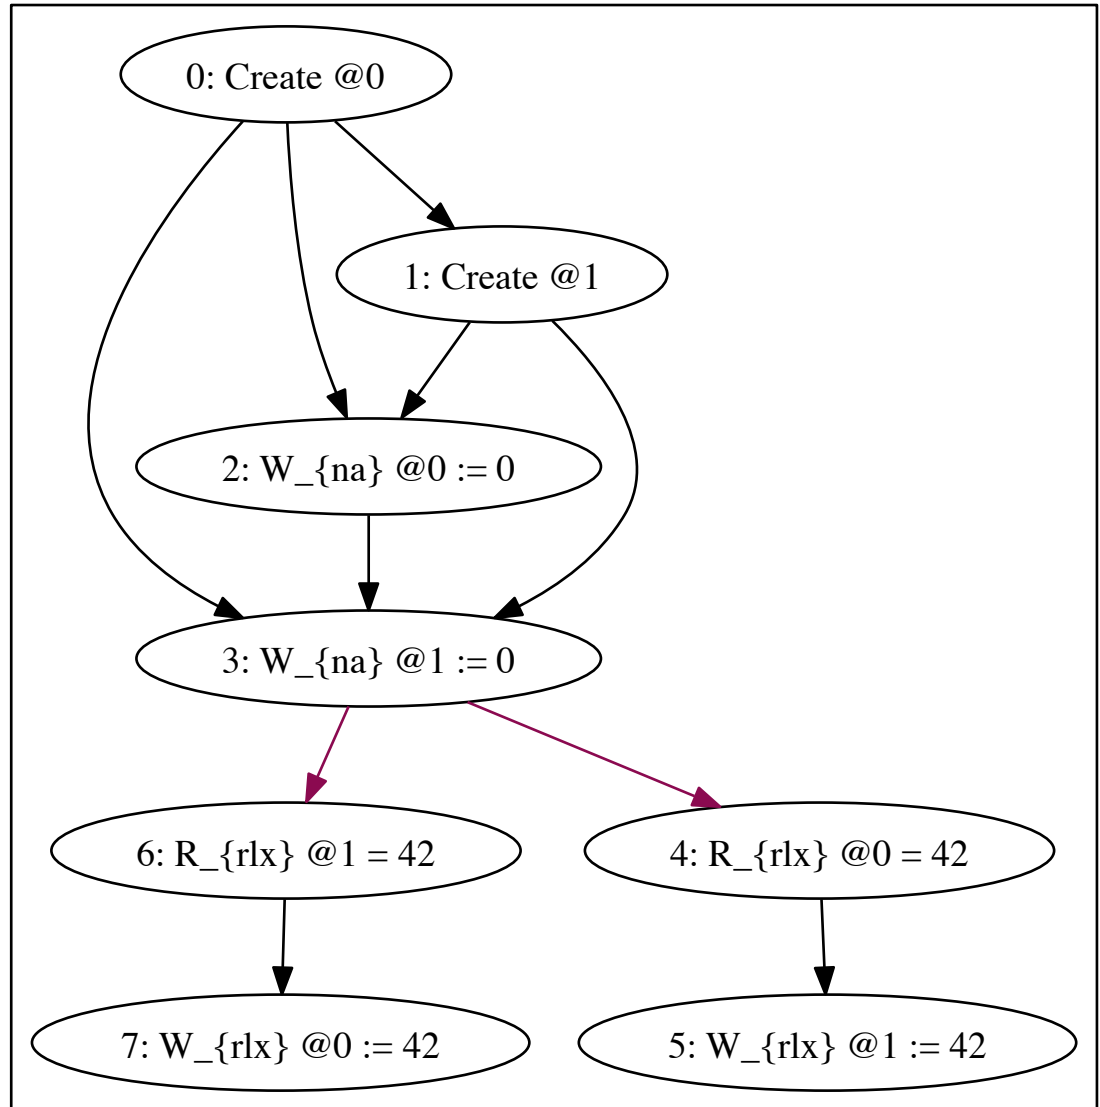 0: Create @0
1: Create @1
2: W_{na} @0 := 0
3: W_{na} @1 := 0
6: R_{rlx} @1 = 42
4: R_{rlx} @0 = 42
7: W_{rlx} @0 := 42
5: W_{rlx} @1 := 42